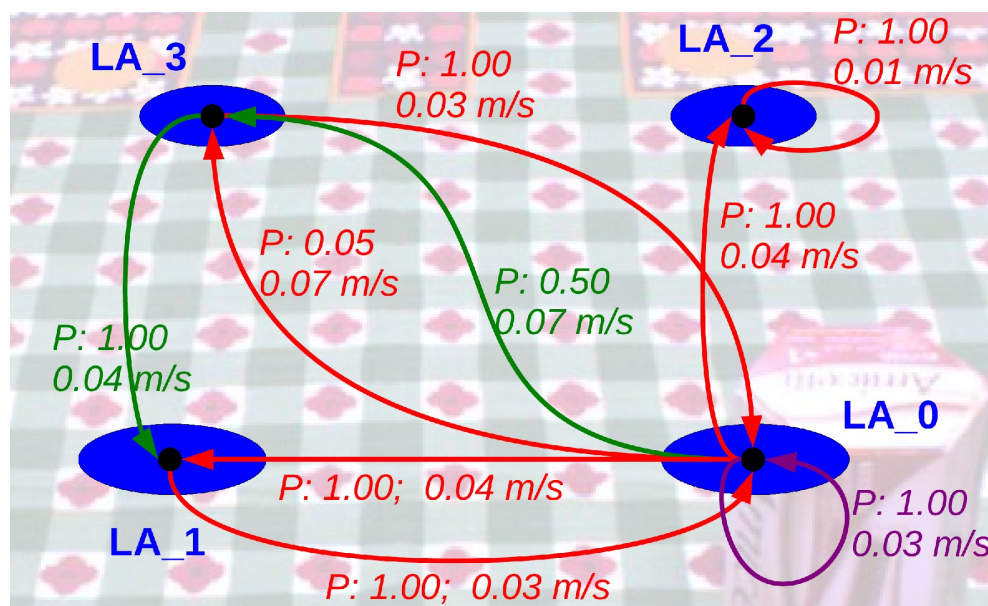 LA_3
P: 1.00
0.03 m/s
LA_2
P: 1.00
0.01 m/s
P: 0.05
0.07 m/s
P: 0.50
0.07 m/s
P: 1.00
0.04 m/s
P: 1.00
0.04 m/s
LA_0
P: 1.00; 0.04 m/s
P: 1.00
0.03 m/s
LA_1
P: 1.00; 0.03 m/s